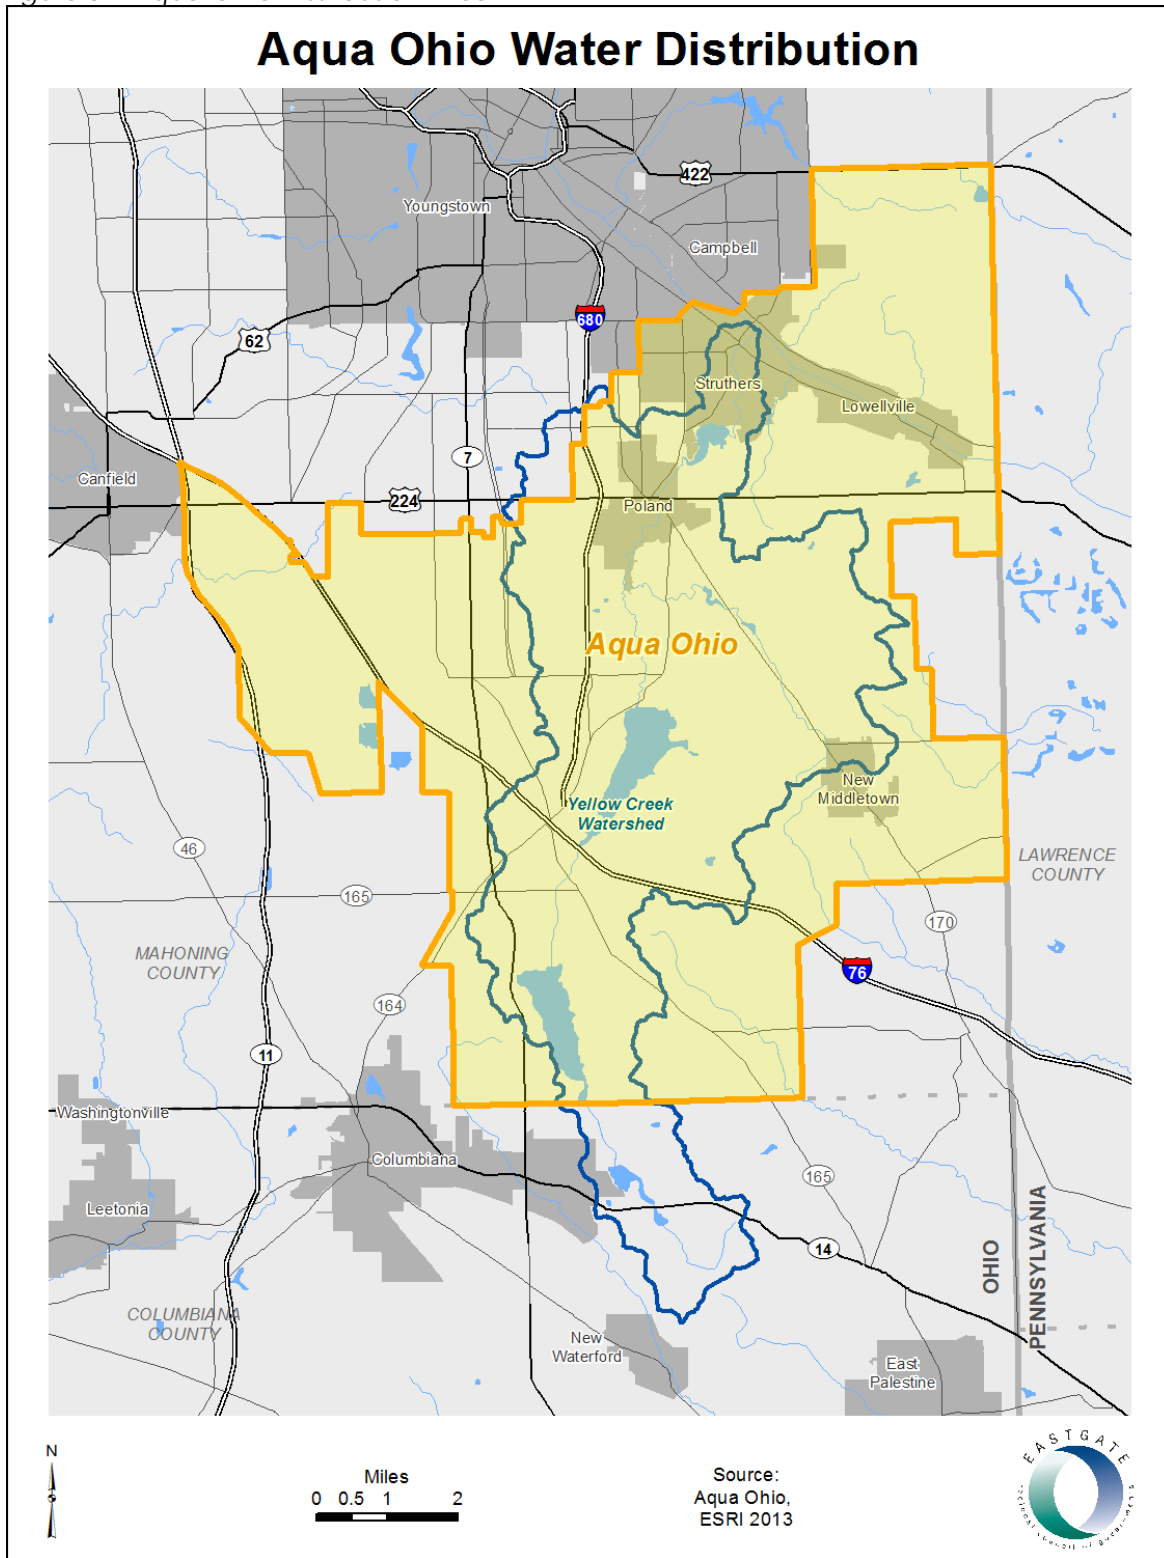 Aqua Ohio Water Distribution
422
Youngstown
Campbell
680
62
Struthers
Lowellville
7
Canfield
224
Poland
Aqua Ohio
New
Middletown
Yellow Creek
Watershed
46
LAWRENCE
COUNTY
165
170
MAHONING
COUNTY
76
164
11
Washingtonville
Columbiana
165
Leetonia
OHIO
PENNSYLVANIA
14
COLUMBIANA
COUNTY
New
Waterford
East
Palestine
N
Miles
0 0.5 1 2
Source:
Aqua Ohio,
ESRI 2013
EASTGATE